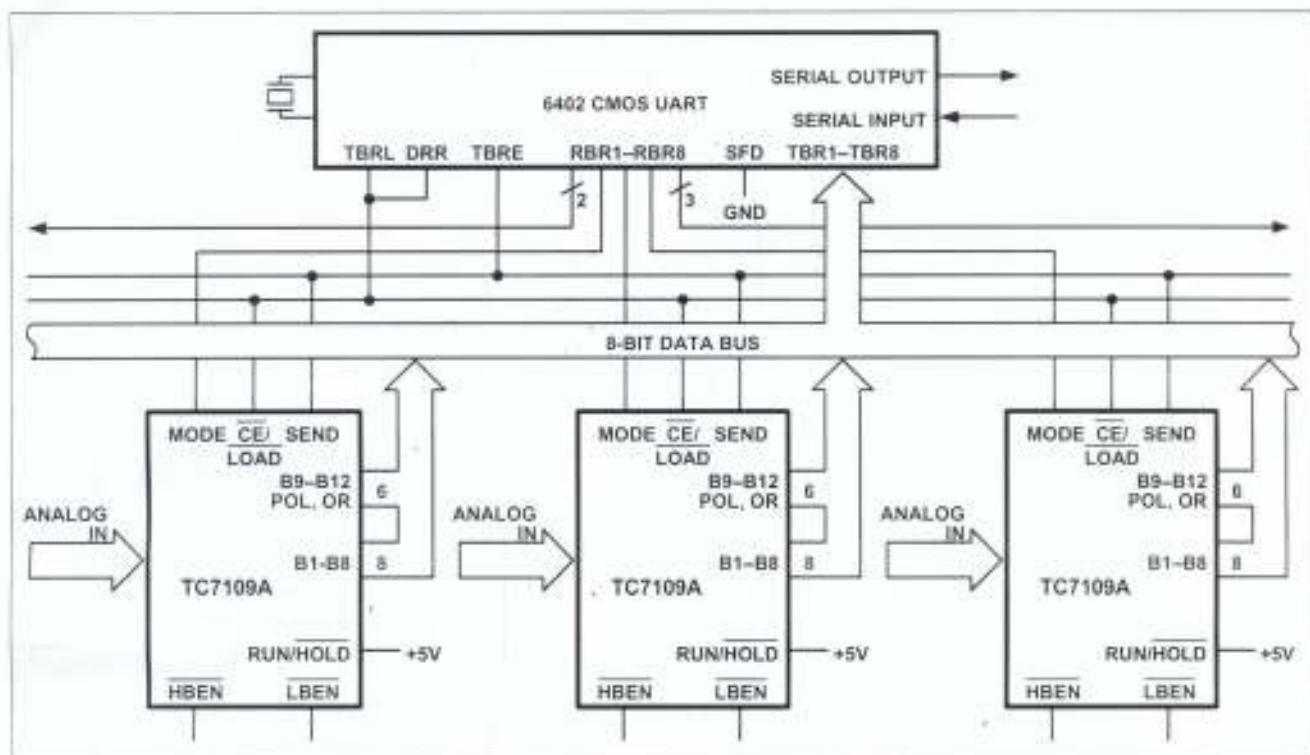 SERIAL OUTPUT
6402 CMOS UART
SERIAL INPUT
TBRL DRR TBRE RBR1–RBR8 SFD TBR1–TBR8
2
3
GND
8-BIT DATA BUS
MODE CE/ SEND
LOAD
B9–B12
POL, OR
6
ANALOG
IN
B1-B8
8
TC7109A
RUN/HOLD
+5V
HBEN
LBEN
MODE CE/ SEND
LOAD
B9–B12
POL, OR
6
ANALOG
IN
B1–B8
8
TC7109A
RUN/HOLD
+5V
HBEN
LBEN
MODE CE/ SEND
LOAD
B9–B12
POL, OR
6
ANALOG
IN
B1–B8
8
TC7109A
RUN/HOLD
+5V
HBEN
LBEN